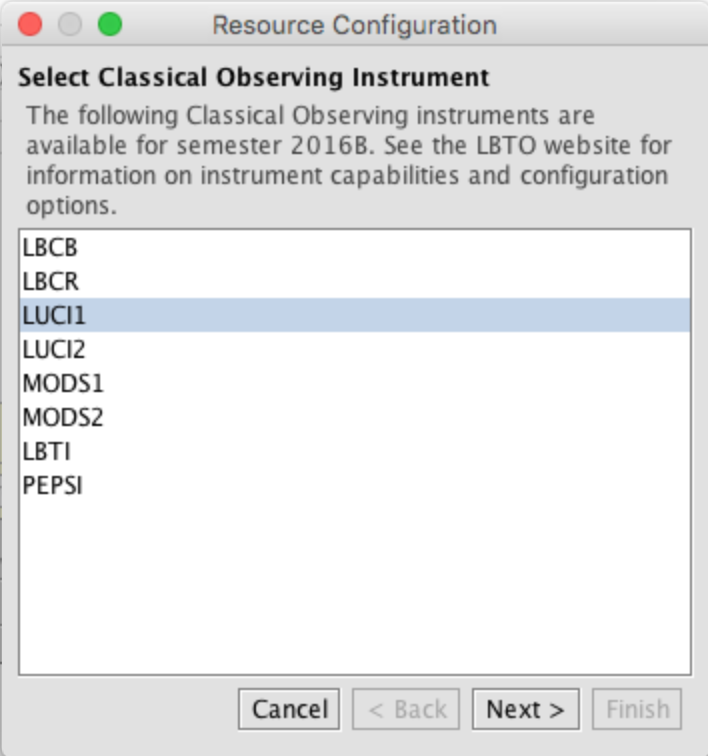 Resource Configuration
Select Classical Observing Instrument
The following Classical Observing instruments are
available for semester 2016B. See the LBTO website for
information on instrument capabilities and configuration
options.
LBCB
LBCR
LUCI1
LUCI2
MODS1
MODS2
LBTI
PEPSI
Cancel < Back Next > Finish